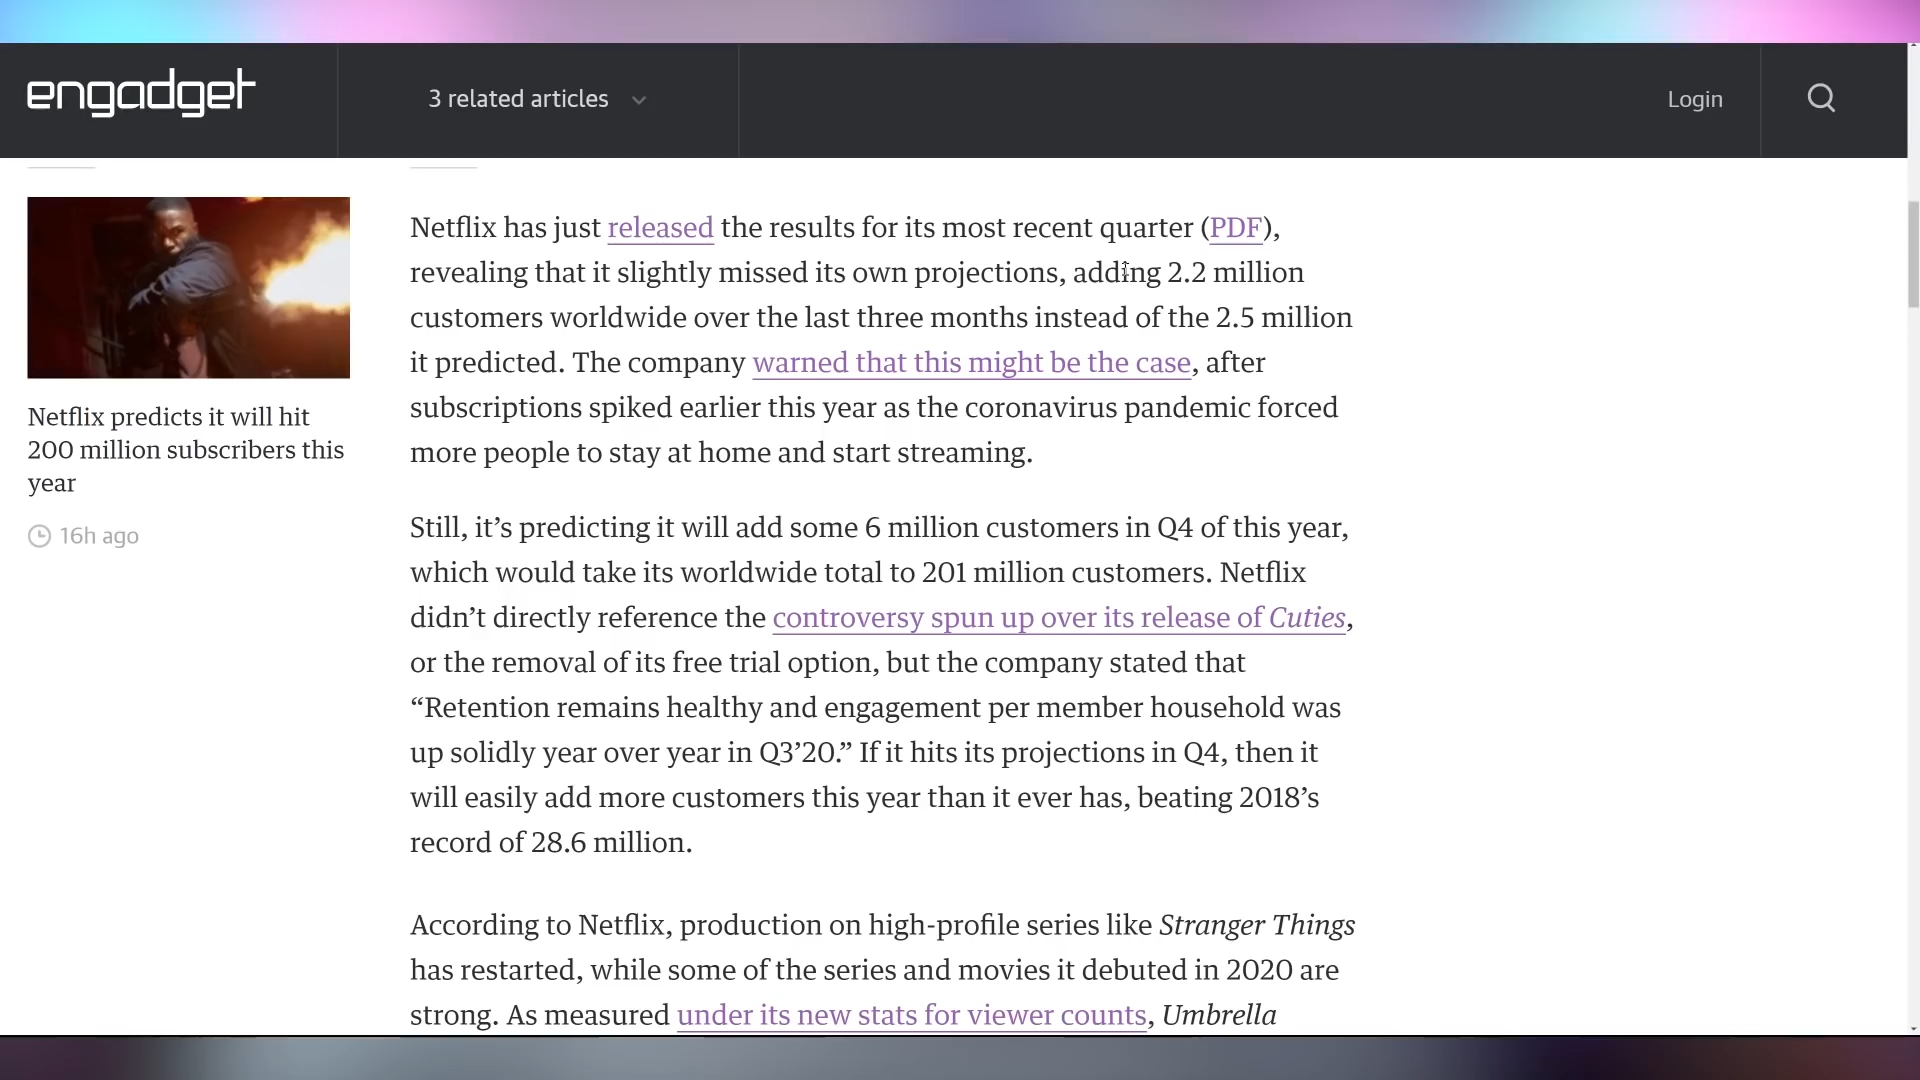 engadget
3 related articles
Login
Netflix predicts it will hit
200 million subscribers this
year
16h ago
Netflix has just released the results for its most recent quarter (PDF),
revealing that it slightly missed its own projections, adding 2.2 million
customers worldwide over the last three months instead of the 2.5 million
it predicted. The company warned that this might be the case, after
subscriptions spiked earlier this year as the coronavirus pandemic forced
more people to stay at home and start streaming.
Still, it’s predicting it will add some 6 million customers in Q4 of this year,
which would take its worldwide total to 201 million customers. Netflix
didn’t directly reference the controversy spun up over its release of Cuties,
or the removal of its free trial option, but the company stated that
“Retention remains healthy and engagement per member household was
up solidly year over year in Q3’20.” If it hits its projections in Q4, then it
will easily add more customers this year than it ever has, beating 2018’s
record of 28.6 million.
According to Netflix, production on high-profile series like Stranger Things
has restarted, while some of the series and movies it debuted in 2020 are
strong. As measured under its new stats for viewer counts, Umbrella